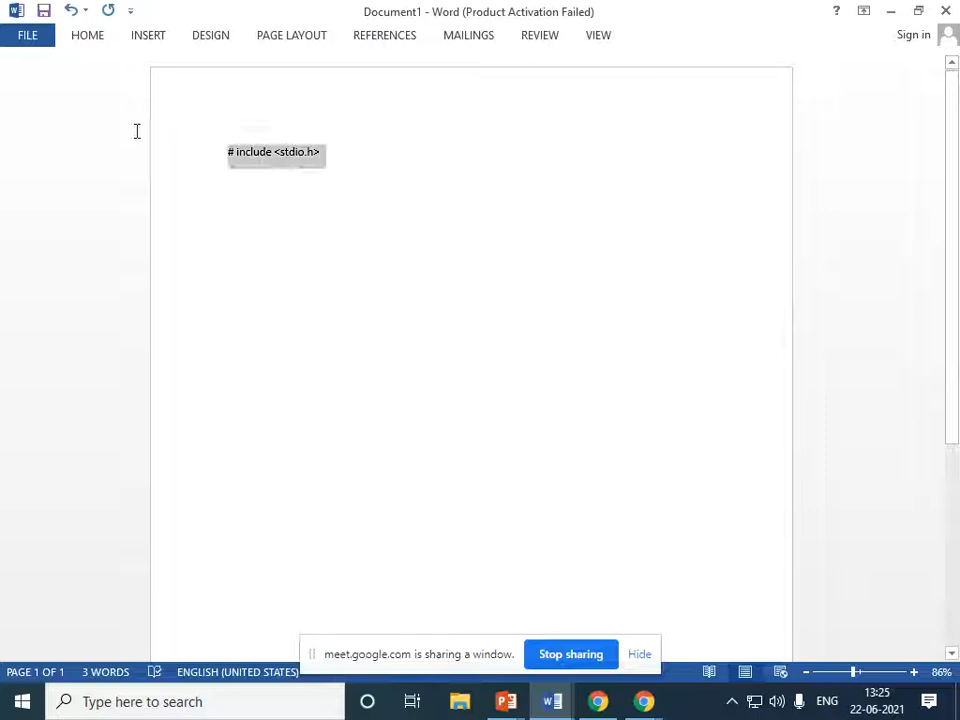 Document1 - Word (Product Activation Failed)
FILE HOME INSERT DESIGN PAGE LAYOUT REFERENCES MAILINGS REVIEW VIEW Sign in
# include <stdio.h>
meet.google.com is sharing a window. Stop sharing Hide
PAGE 1 OF 1 3 WORDS ENGLISH (UNITED STATES) 86%
Type here to search
ENG
13:25
22-06-2021